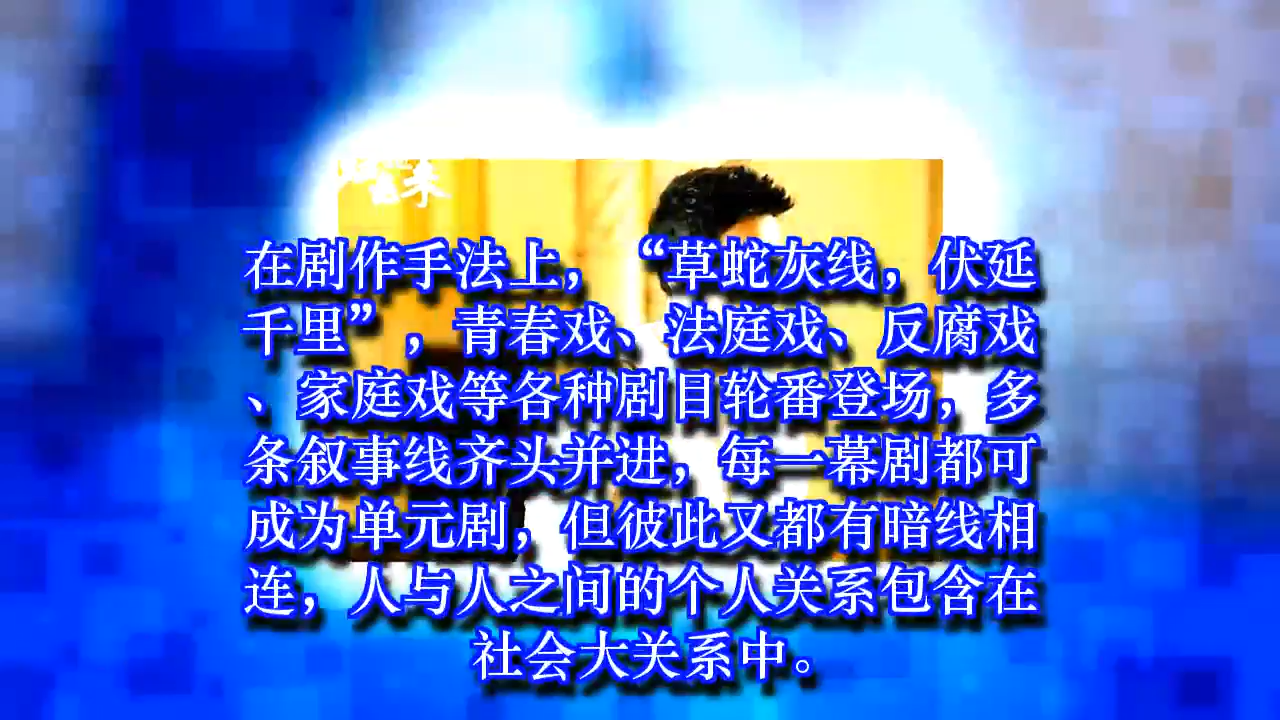 在剧作手法上，“草蛇灰线，伏延
千里”，青春戏、法庭戏、反腐戏
、家庭戏等各种剧目轮番登场，多
条叙事线齐头并进，每一幕剧都可
成为单元剧，但彼此又都有暗线相
连，人与人之间的个人关系包含在
社会大关系中。